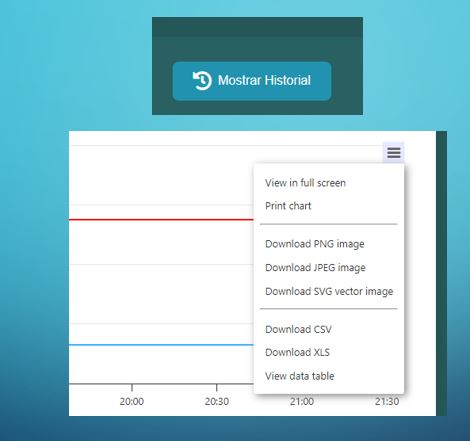 Mostrar Historial
View in full screen
Print chart
Download PNG image
Download JPEG image
Download SVG vector image
Download CSV
Download XLS
View data table
20:00 20:30 21:00 21:30